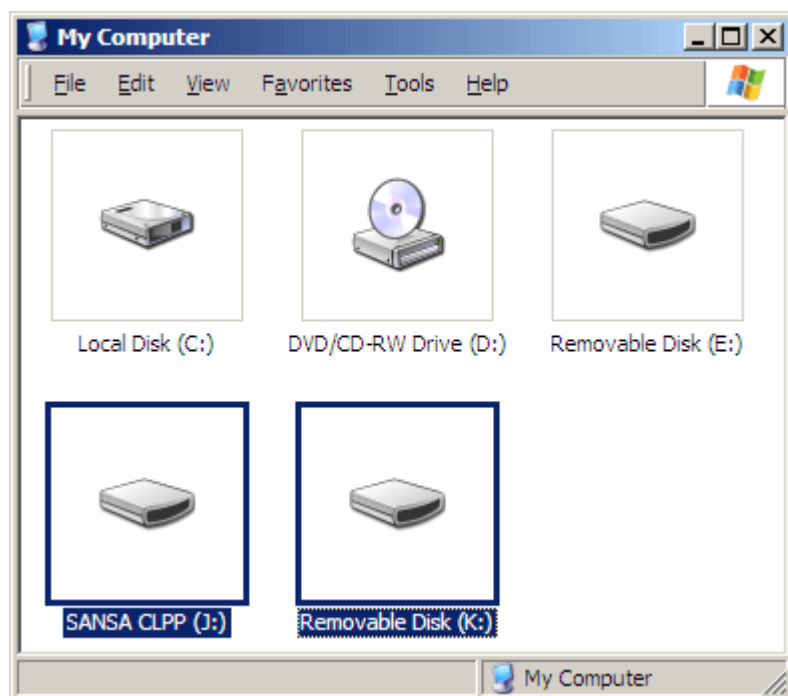 My Computer
File Edit View Favorites Tools Help
Local Disk (C:) DVD/CD-RW Drive (D:) Removable Disk (E:)
SANSA CLPP (J:) Removable Disk (K:)
My Computer